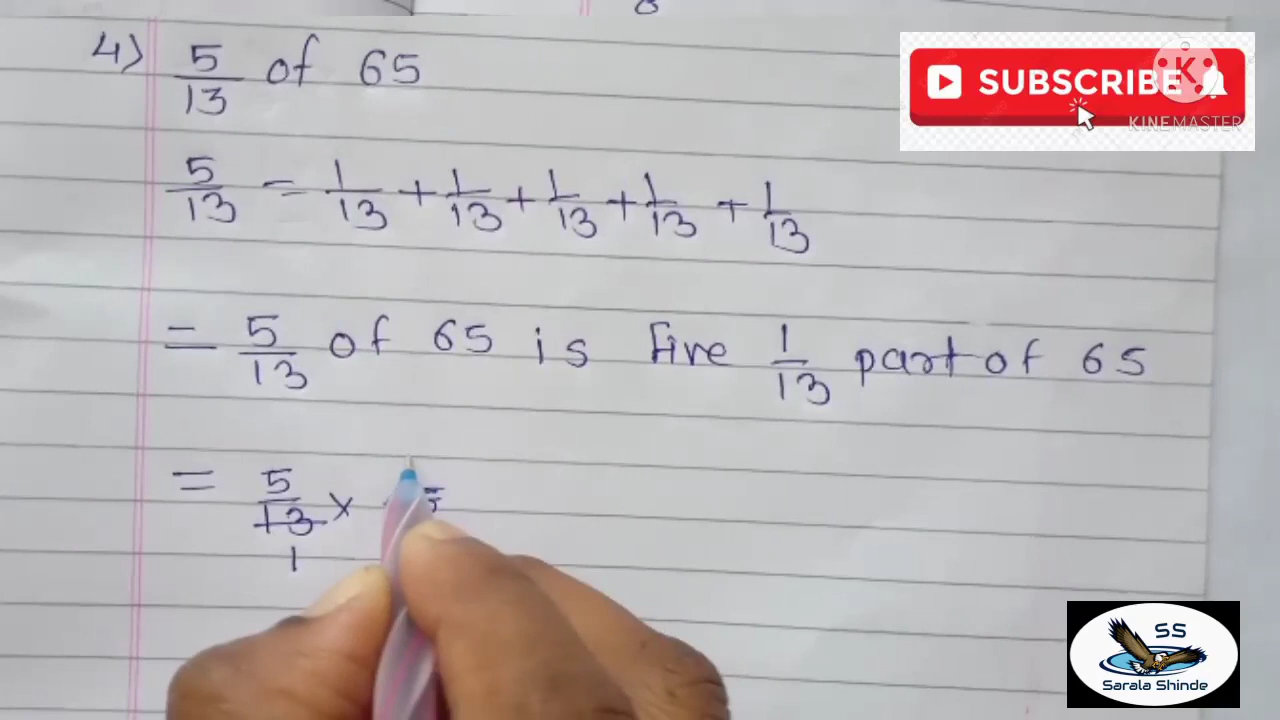 4) 5/13 of 65
SUBSCRIBE
KINEMASTER
5/13 = 1/13 + 1/13 + 1/13 + 1/13 + 1/13
= 5/13 of 65 is Five 1/13 part of 65
= 5/13 ×
1
SS
Sarala Shinde